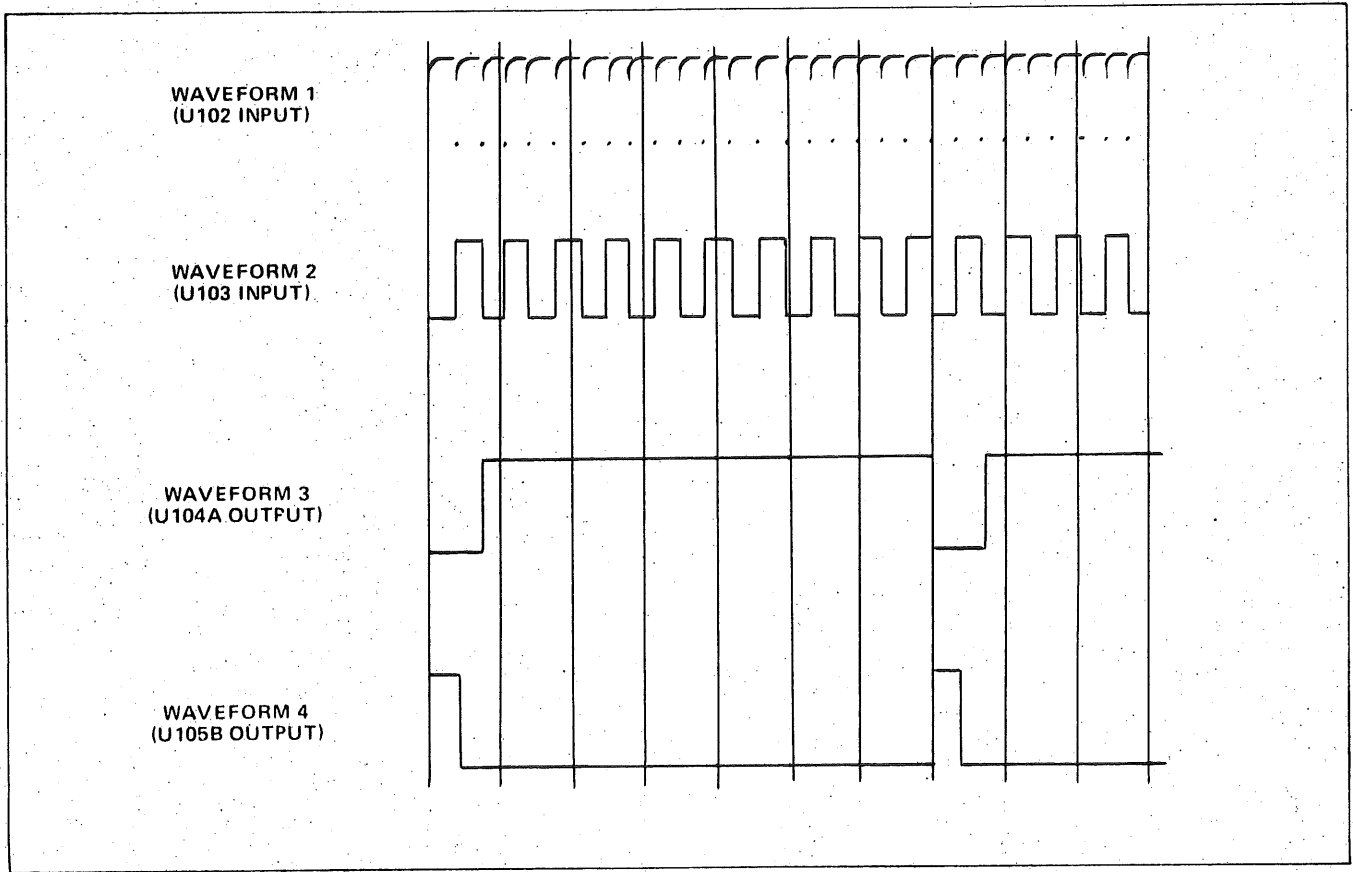 WAVEFORM 1
(U102 INPUT)
WAVEFORM 2
(U103 INPUT)
WAVEFORM 3
(U104A OUTPUT)
WAVEFORM 4
(U105B OUTPUT)